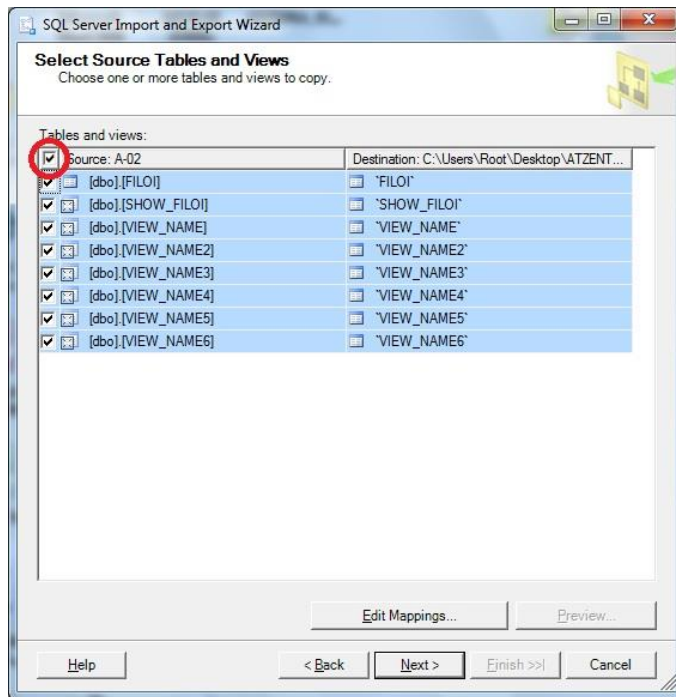 SQL Server Import and Export Wizard
Select Source Tables and Views
Choose one or more tables and views to copy.
Tables and views:
Source: A-02 Destination: C:\Users\Root\Desktop\ATZENT...
[dbo].[FILOI] `FILOI`
[dbo].[SHOW_FILOI] `SHOW_FILOI`
[dbo].[VIEW_NAME] `VIEW_NAME`
[dbo].[VIEW_NAME2] `VIEW_NAME2`
[dbo].[VIEW_NAME3] `VIEW_NAME3`
[dbo].[VIEW_NAME4] `VIEW_NAME4`
[dbo].[VIEW_NAME5] `VIEW_NAME5`
[dbo].[VIEW_NAME6] `VIEW_NAME6`
Edit Mappings... Preview...
Help < Back Next > Finish >>| Cancel